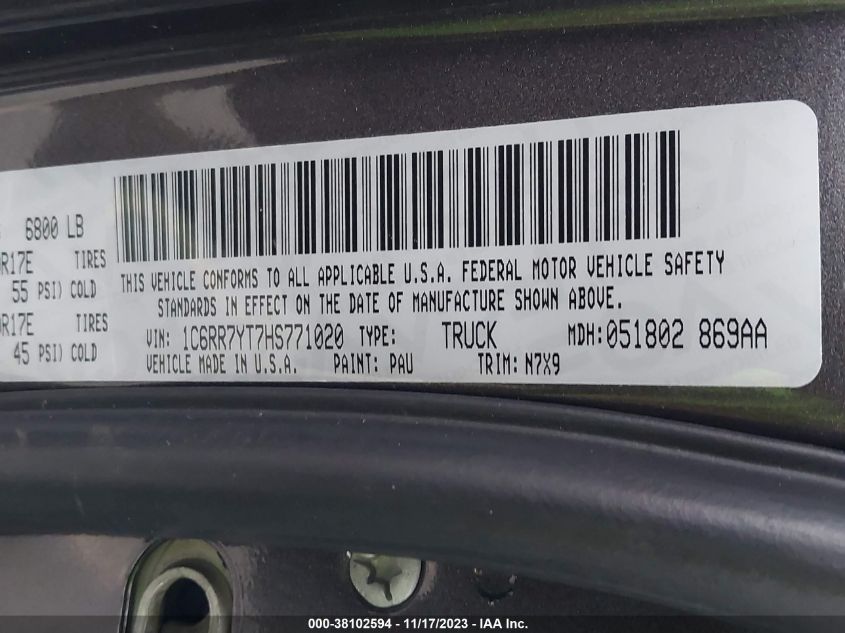 6800 LB
R17E TIRES
55 PSI) COLD
R17E TIRES
45 PSI) COLD
THIS VEHICLE CONFORMS TO ALL APPLICABLE U.S.A. FEDERAL MOTOR VEHICLE SAFETY
STANDARDS IN EFFECT ON THE DATE OF MANUFACTURE SHOWN ABOVE.
VIN: 1C6RR7YT7HS771020 TYPE: TRUCK MDH:051802 869AA
VEHICLE MADE IN U.S.A. PAINT: PAU TRIM: N7X9
000-38102594 - 11/17/2023 - IAA Inc.